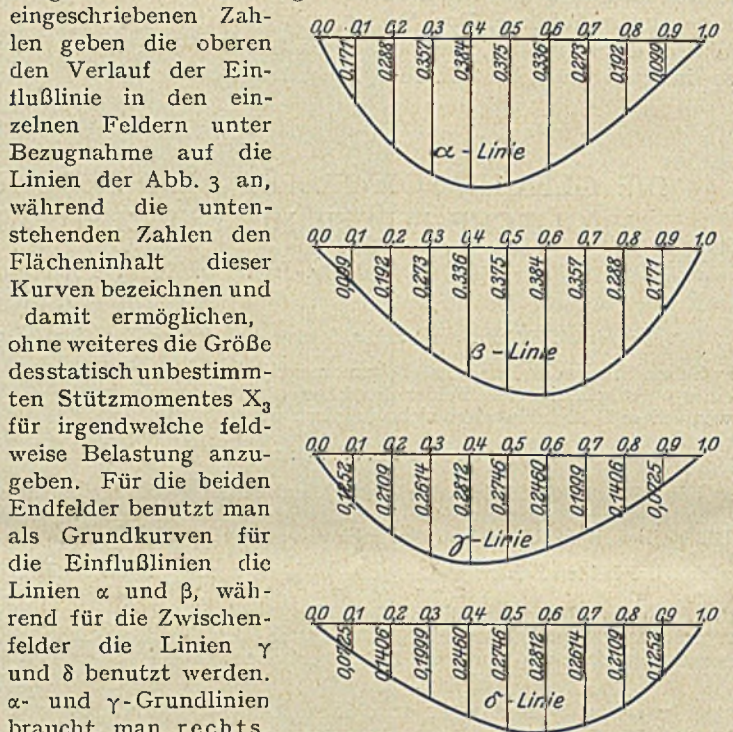 eingeschriebenen Zah-
len geben die oberen
den Verlauf der Ein-
flußlinie in den ein-
zelnen Feldern unter
Bezugnahme auf die
Linien der Abb. 3 an,
während die unten-
stehenden Zahlen den
Flächeninhalt dieser
Kurven bezeichnen und
damit ermöglichen,
ohne weiteres die Größe
des statisch unbestimm-
ten Stützmomentes X₃
für irgendwelche feld-
weise Belastung anzu-
geben. Für die beiden
Endfelder benutzt man
als Grundkurven für
die Einflußlinien die
Linien α und β, wäh-
rend für die Zwischen-
felder die Linien γ
und δ benutzt werden.
α- und γ-Grundlinien
braucht man rechts
0,0 0,1 0,2 0,3 0,4 0,5 0,6 0,7 0,8 0,9 1,0
0,171 0,288 0,357 0,384 0,375 0,336 0,273 0,192 0,099
α - Linie
0,0 0,1 0,2 0,3 0,4 0,5 0,6 0,7 0,8 0,9 1,0
0,099 0,192 0,273 0,336 0,375 0,384 0,357 0,288 0,171
β - Linie
0,0 0,1 0,2 0,3 0,4 0,5 0,6 0,7 0,8 0,9 1,0
0,1252 0,2109 0,2614 0,2812 0,2746 0,2460 0,1999 0,1406 0,0725
γ - Linie
0,0 0,1 0,2 0,3 0,4 0,5 0,6 0,7 0,8 0,9 1,0
0,0725 0,1406 0,1999 0,2460 0,2746 0,2812 0,2614 0,2109 0,1252
δ - Linie